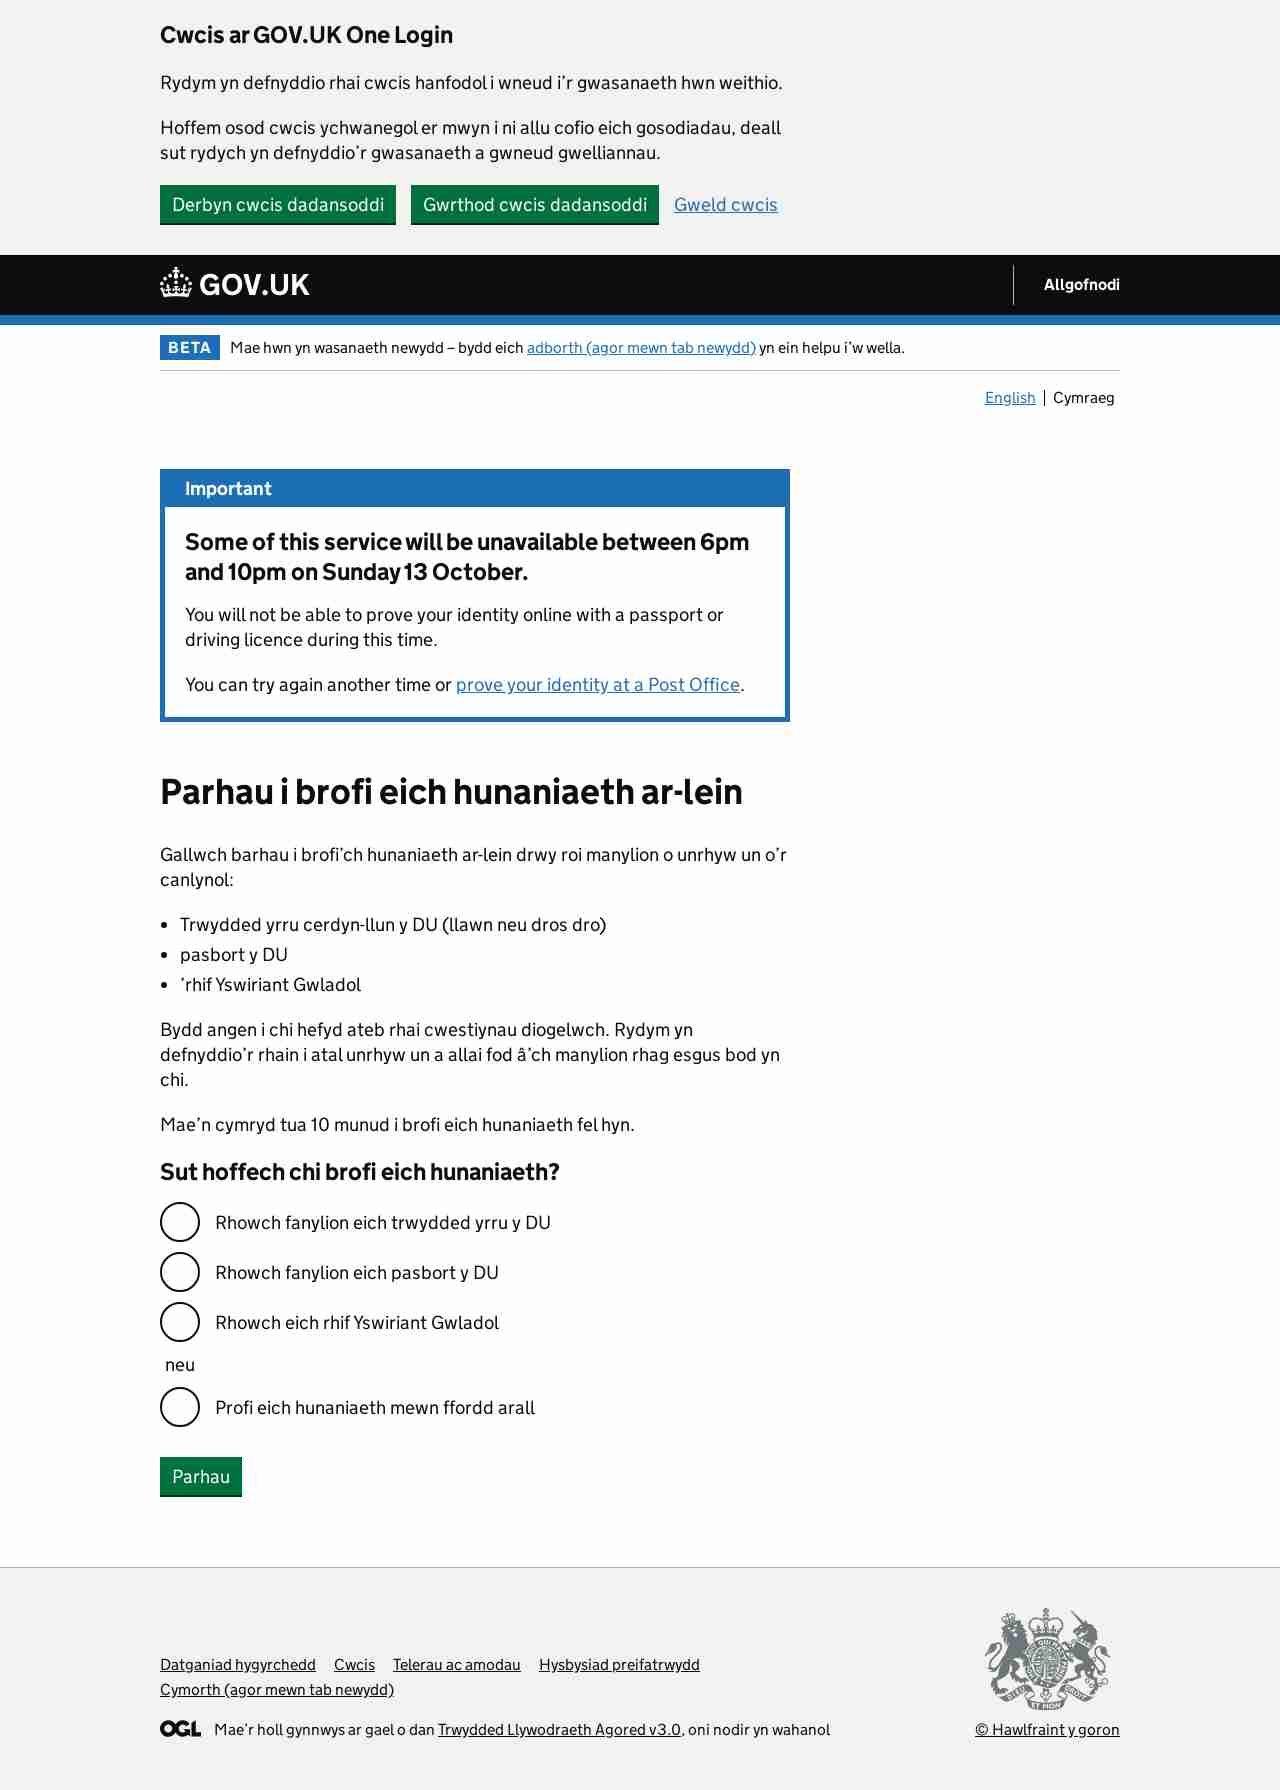 Cwcis ar GOV.UK One Login
Rydym yn defnyddio rhai cwcis hanfodol i wneud i’r gwasanaeth hwn weithio.
Hoffem osod cwcis ychwanegol er mwyn i ni allu cofio eich gosodiadau, deall
sut rydych yn defnyddio’r gwasanaeth a gwneud gwelliannau.
Derbyn cwcis dadansoddi Gwrthod cwcis dadansoddi Gweld cwcis
GOV.UK Allgofnodi
BETA Mae hwn yn wasanaeth newydd – bydd eich adborth (agor mewn tab newydd) yn ein helpu i’w wella.
English Cymraeg
Important
Some of this service will be unavailable between 6pm
and 10pm on Sunday 13 October.
You will not be able to prove your identity online with a passport or
driving licence during this time.
You can try again another time or prove your identity at a Post Office.
Parhau i brofi eich hunaniaeth ar-lein
Gallwch barhau i brofi’ch hunaniaeth ar-lein drwy roi manylion o unrhyw un o’r
canlynol:
• Trwydded yrru cerdyn-llun y DU (llawn neu dros dro)
• pasbort y DU
• ’rhif Yswiriant Gwladol
Bydd angen i chi hefyd ateb rhai cwestiynau diogelwch. Rydym yn
defnyddio’r rhain i atal unrhyw un a allai fod â’ch manylion rhag esgus bod yn
chi.
Mae’n cymryd tua 10 munud i brofi eich hunaniaeth fel hyn.
Sut hoffech chi brofi eich hunaniaeth?
Rhowch fanylion eich trwydded yrru y DU
Rhowch fanylion eich pasbort y DU
Rhowch eich rhif Yswiriant Gwladol
neu
Profi eich hunaniaeth mewn ffordd arall
Parhau
Datganiad hygyrchedd Cwcis Telerau ac amodau Hysbysiad preifatrwydd
Cymorth (agor mewn tab newydd)
OGL Mae’r holl gynnwys ar gael o dan Trwydded Llywodraeth Agored v3.0, oni nodir yn wahanol
© Hawlfraint y goron